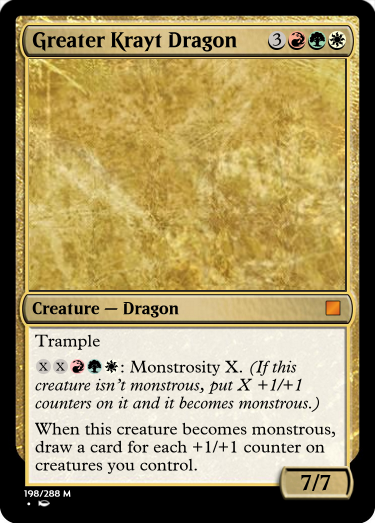 Greater Krayt Dragon 3
Creature — Dragon
Trample
X X : Monstrosity X. (If this
creature isn't monstrous, put X +1/+1
counters on it and it becomes monstrous.)
When this creature becomes monstrous,
draw a card for each +1/+1 counter on
creatures you control.
7/7
198/288 M